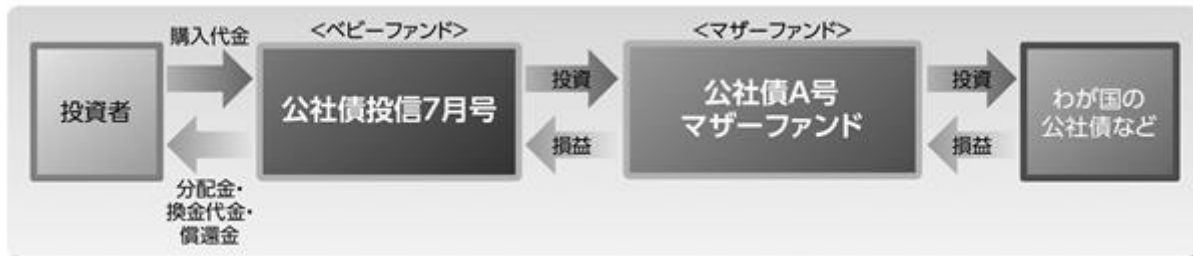 購入代金
<ベビーファンド>
<マザーファンド>
投資者
公社債投信7月号
投資
公社債A号
マザーファンド
投資
わが国の
公社債など
損益
損益
分配金・
換金代金・
償還金